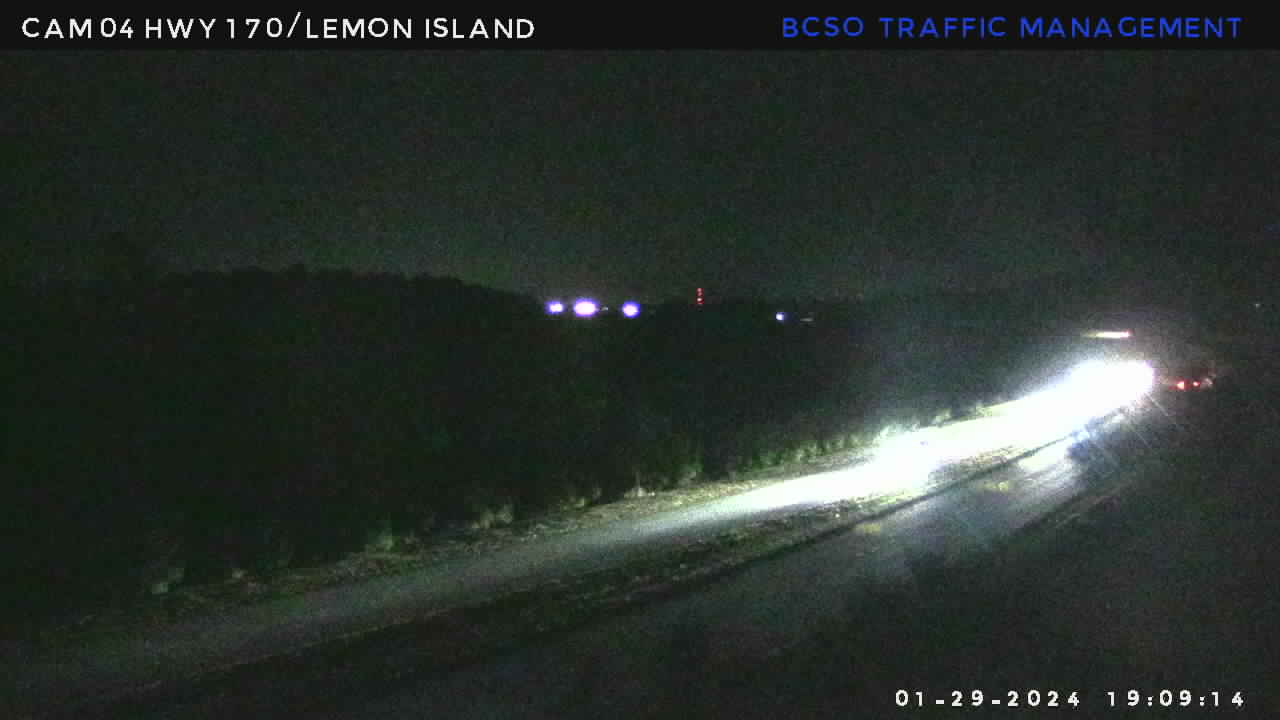 CAM04 HWY 170/LEMON ISLAND
BCSO TRAFFIC MANAGEMENT
01-29-2024 19:09:14